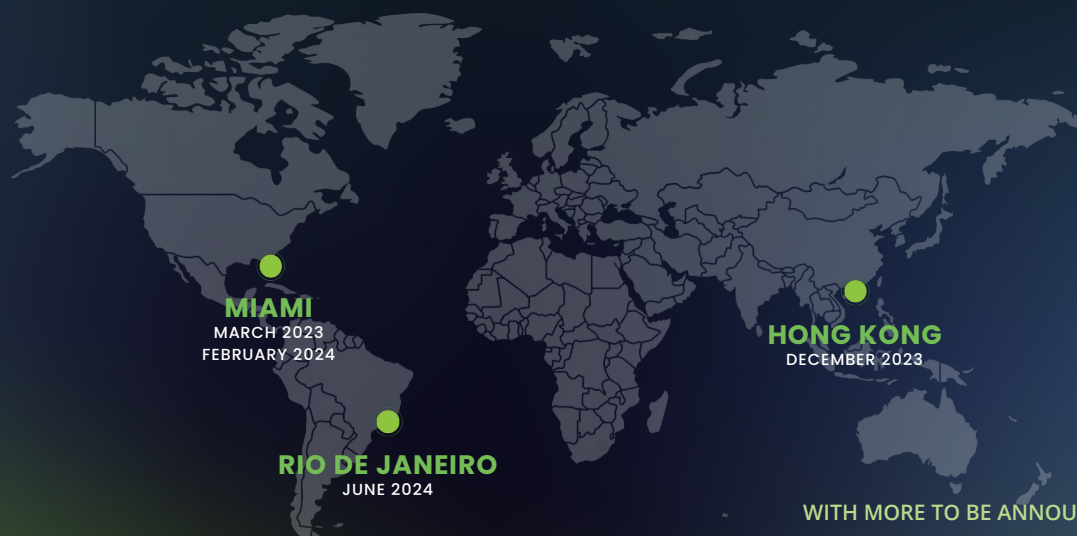 MIAMI
MARCH 2023
FEBRUARY 2024
HONG KONG
DECEMBER 2023
RIO DE JANEIRO
JUNE 2024
WITH MORE TO BE